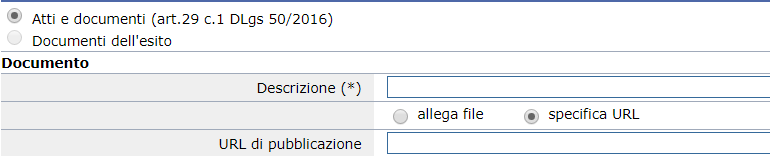 Atti e documenti (art.29 c.1 DLgs 50/2016)
Documenti dell'esito
Documento
Descrizione (*)
allega file specifica URL
URL di pubblicazione